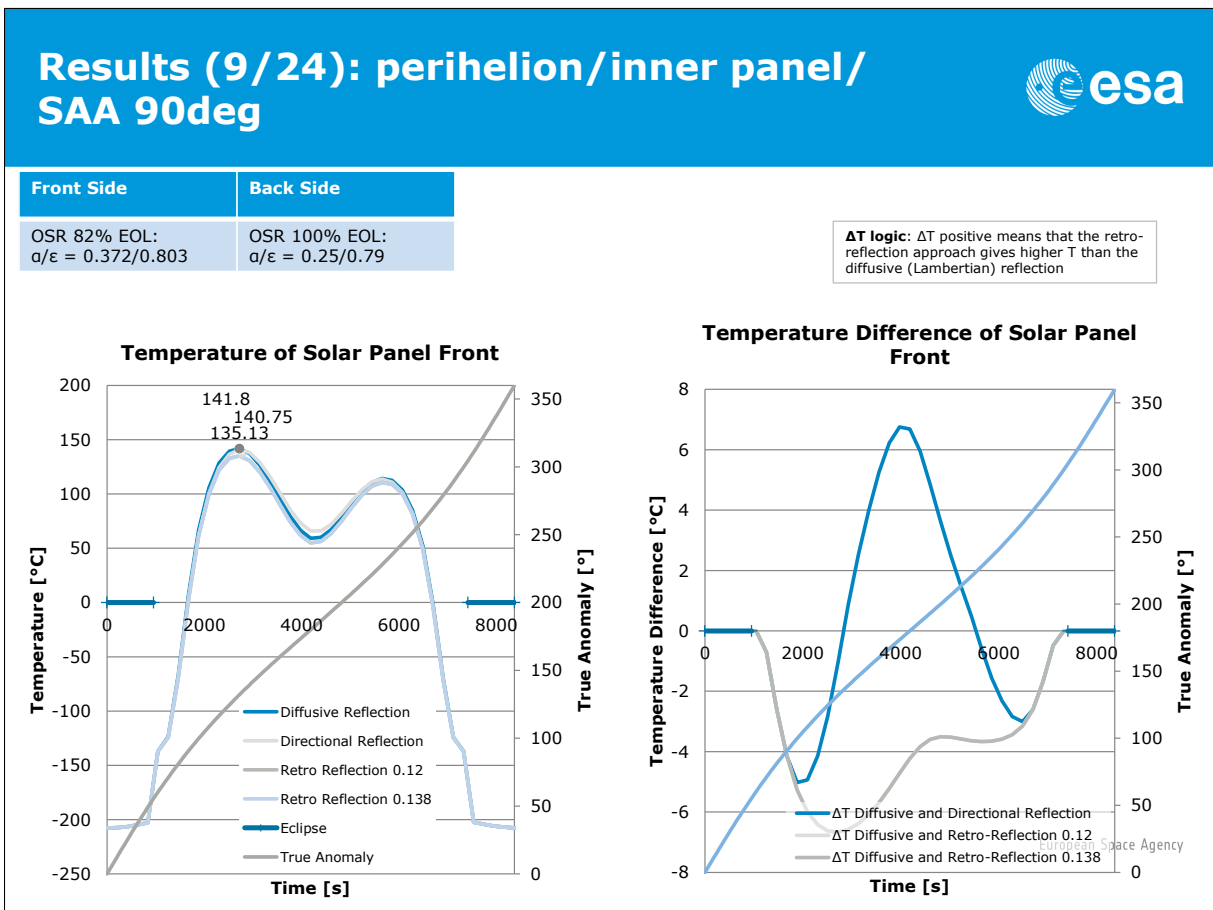 Results (9/24): perihelion/inner panel/
SAA 90deg
esa
Front Side
Back Side
OSR 82% EOL:
α/ε = 0.372/0.803
OSR 100% EOL:
α/ε = 0.25/0.79
ΔT logic: ΔT positive means that the retro-
reflection approach gives higher T than the
diffusive (Lambertian) reflection
Temperature of Solar Panel Front
200
150
100
50
0
-50
-100
-150
-200
-250
Temperature [°C]
141.8
140.75
135.13
0
2000
4000
6000
8000
350
300
250
200
150
100
50
0
True Anomaly [°]
Diffusive Reflection
Directional Reflection
Retro Reflection 0.12
Retro Reflection 0.138
Eclipse
True Anomaly
Time [s]
Temperature Difference of Solar Panel
Front
8
6
4
2
0
-2
-4
-6
-8
Temperature Difference [°C]
0
2000
4000
6000
8000
350
300
250
200
150
100
50
0
True Anomaly [°]
ΔT Diffusive and Directional Reflection
ΔT Diffusive and Retro-Reflection 0.12
ΔT Diffusive and Retro-Reflection 0.138
Time [s]
European Space Agency